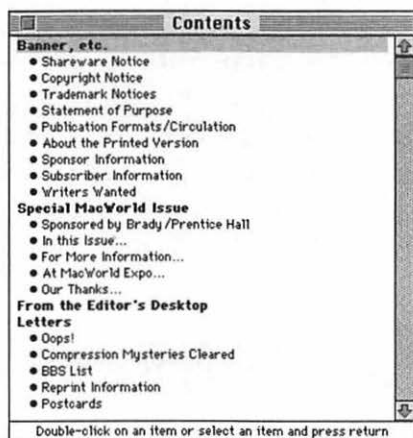 Contents
Banner, etc.
• Shareware Notice
• Copyright Notice
• Trademark Notices
• Statement of Purpose
• Publication Formats/Circulation
• About the Printed Version
• Sponsor Information
• Subscriber Information
• Writers Wanted
Special MacWorld Issue
• Sponsored by Brady/Prentice Hall
• In this Issue...
• For More Information...
• At MacWorld Expo...
• Our Thanks...
From the Editor's Desktop
Letters
• Oops!
• Compression Mysteries Cleared
• BBS List
• Reprint Information
• Postcards
Double-click on an item or select an item and press return